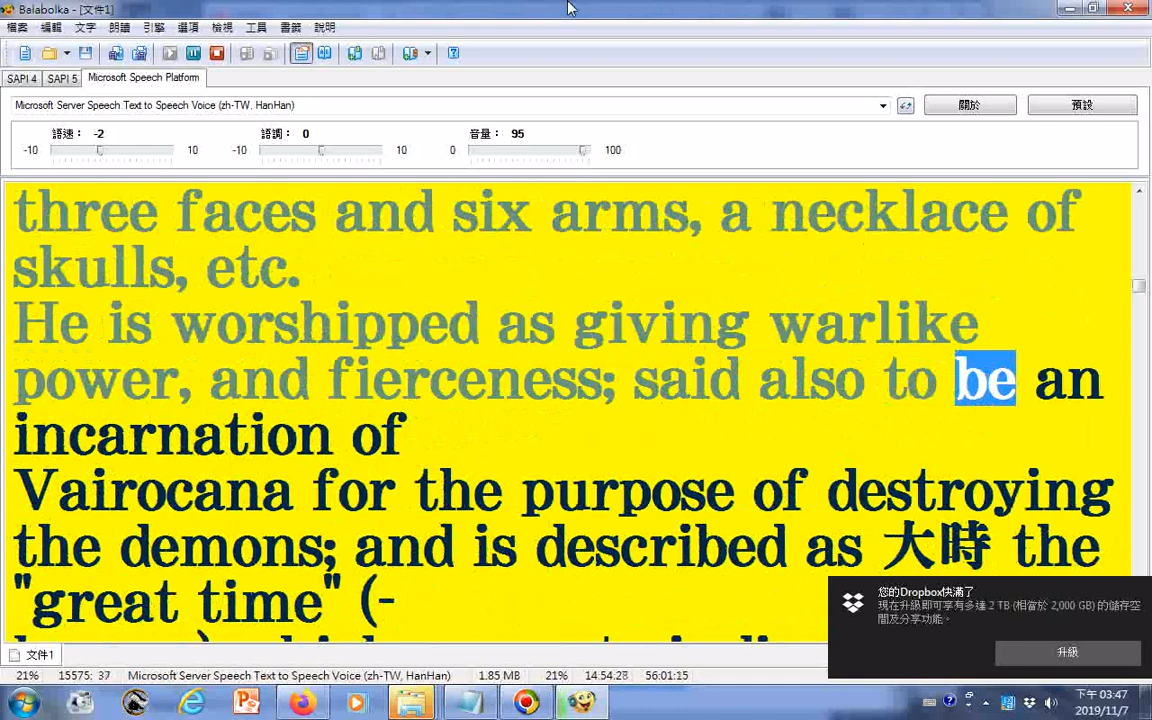 Balabolka - [文件1]
檔案 編輯 文字 朗讀 引擎 選項 檢視 工具 書籤 說明
SAPI 4 SAPI 5 Microsoft Speech Platform
Microsoft Server Speech Text to Speech Voice (zh-TW, HanHan)
關於 預設
語速： -2 語調： 0 音量： 95
-10 10 -10 10 0 100
three faces and six arms, a necklace of
skulls, etc.
He is worshipped as giving warlike
power, and fierceness; said also to be an
incarnation of
Vairocana for the purpose of destroying
the demons; and is described as 大時 the
"great time" (-
您的Dropbox快滿了
現在升級即可享有多達 2 TB (相當於 2,000 GB) 的儲存空
間及分享功能。
升級
文件1
21% 15575: 37 Microsoft Server Speech Text to Speech Voice (zh-TW, HanHan) 1.85 MB 21% 14:54:28 56:01:15
下午 03:47
2019/11/7